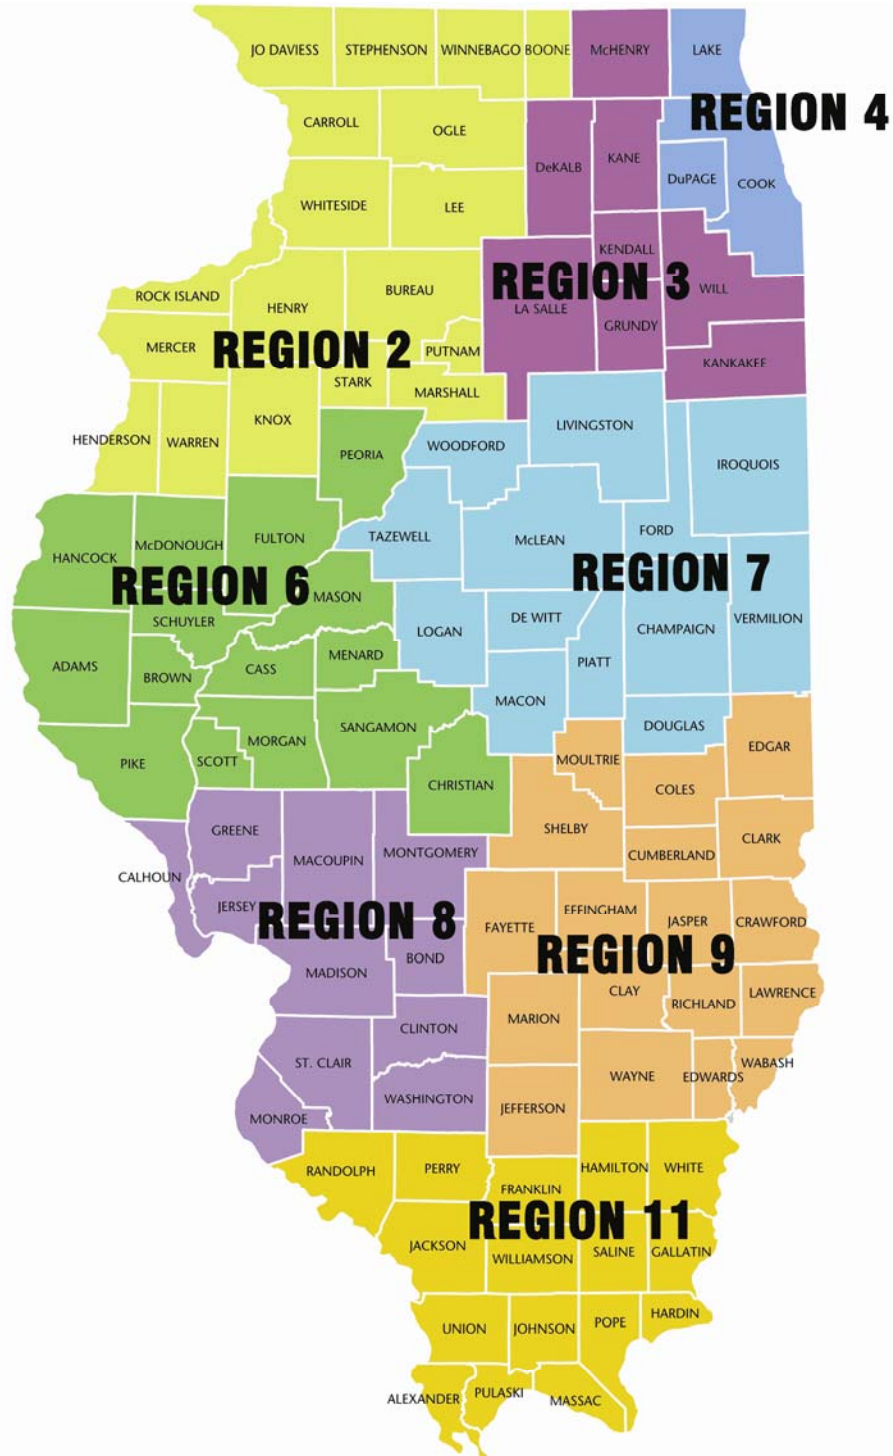 JO DAVIESS
STEPHENSON
WINNEBAGO
BOONE
McHENRY
LAKE
REGION 4
CARROLL
OGLE
DeKALB
KANE
DuPAGE
COOK
WHITESIDE
LEE
KENDALL
REGION 3
WILL
LA SALLE
GRUNDY
KANKAKEE
ROCK ISLAND
HENRY
BUREAU
MERCER
REGION 2
PUTNAM
STARK
MARSHALL
HENDERSON
WARREN
KNOX
PEORIA
WOODFORD
LIVINGSTON
IROQUOIS
HANCOCK
McDONOUGH
FULTON
TAZEWELL
McLEAN
FORD
REGION 6
MASON
REGION 7
SCHUYLER
LOGAN
DE WITT
CHAMPAIGN
VERMILION
ADAMS
BROWN
CASS
MENARD
PIATT
MACON
PIKE
SCOTT
MORGAN
SANGAMON
DOUGLAS
CHRISTIAN
MOULTRIE
EDGAR
COLES
SHELBY
CUMBERLAND
CLARK
CALHOUN
GREENE
MACOUPIN
MONTGOMERY
JERSEY
REGION 8
FAYETTE
EFFINGHAM
JASPER
CRAWFORD
MADISON
BOND
REGION 9
CLAY
RICHLAND
LAWRENCE
CLINTON
MARION
ST. CLAIR
WAYNE
EDWARDS
WABASH
MONROE
WASHINGTON
JEFFERSON
RANDOLPH
PERRY
FRANKLIN
HAMILTON
WHITE
REGION 11
JACKSON
WILLIAMSON
SALINE
GALLATIN
UNION
JOHNSON
POPE
HARDIN
ALEXANDER
PULASKI
MASSAC